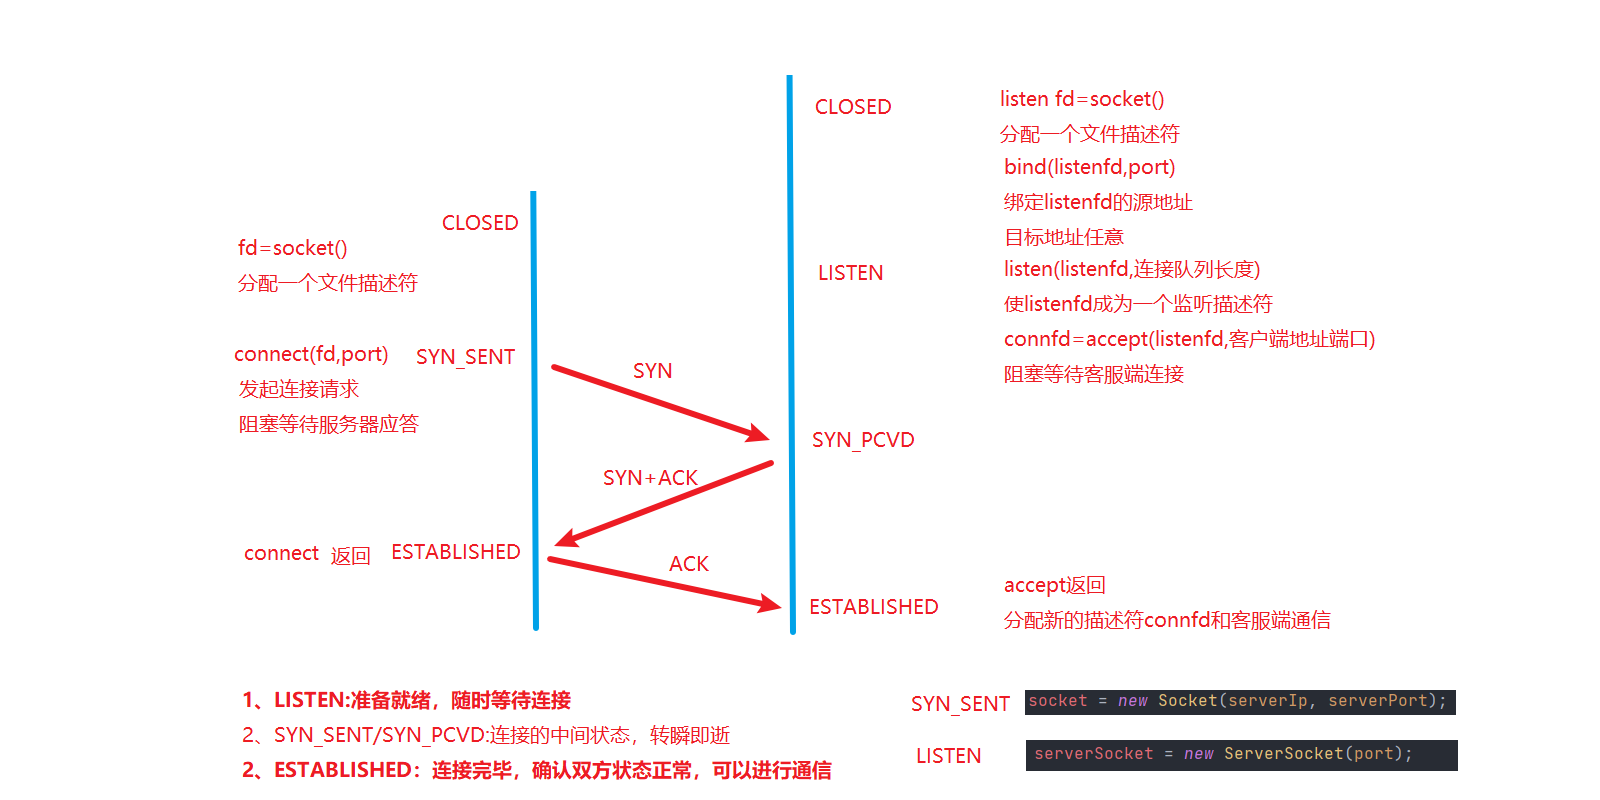 CLOSED
listen fd=socket()
分配一个文件描述符
bind(listenfd,port)
绑定listenfd的源地址
目标地址任意
CLOSED
fd=socket()
分配一个文件描述符
LISTEN
listen(listenfd,连接队列长度)
使listenfd成为一个监听描述符
connfd=accept(listenfd,客户端地址端口)
阻塞等待客服端连接
connect(fd,port)
SYN_SENT
发起连接请求
阻塞等待服务器应答
SYN
SYN_PCVD
SYN+ACK
connect 返回
ESTABLISHED
ACK
ESTABLISHED
accept返回
分配新的描述符connfd和客服端通信
1、LISTEN:准备就绪，随时等待连接
2、SYN_SENT/SYN_PCVD:连接的中间状态，转瞬即逝
2、ESTABLISHED：连接完毕，确认双方状态正常，可以进行通信
SYN_SENT
socket = new Socket(serverIp, serverPort);
LISTEN
serverSocket = new ServerSocket(port);